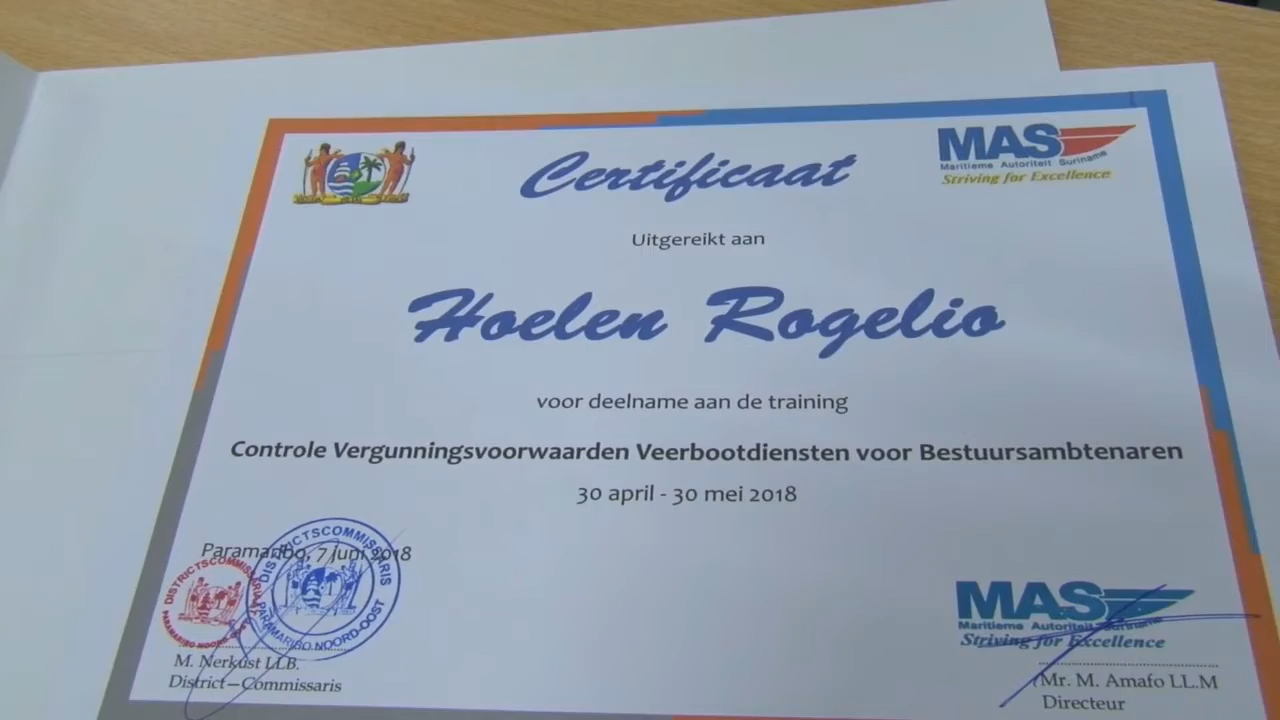 Certificaat
MAS
Maritieme Autoriteit Suriname
Striving for Excellence
Uitgereikt aan
Hoelen Rogelio
voor deelname aan de training
Controle Vergunningsvoorwaarden Veerbootdiensten voor Bestuursambtenaren
30 april - 30 mei 2018
Paramaribo, 7 juni 2018
DISTRICTSCOMMISSARIS
PARAMARIBO NOORD-OOST
M. Nerkust LLB.
District—Commissaris
MAS
Maritieme Autoriteit Suriname
Striving for Excellence
Mr. M. Amafo LL.M
Directeur